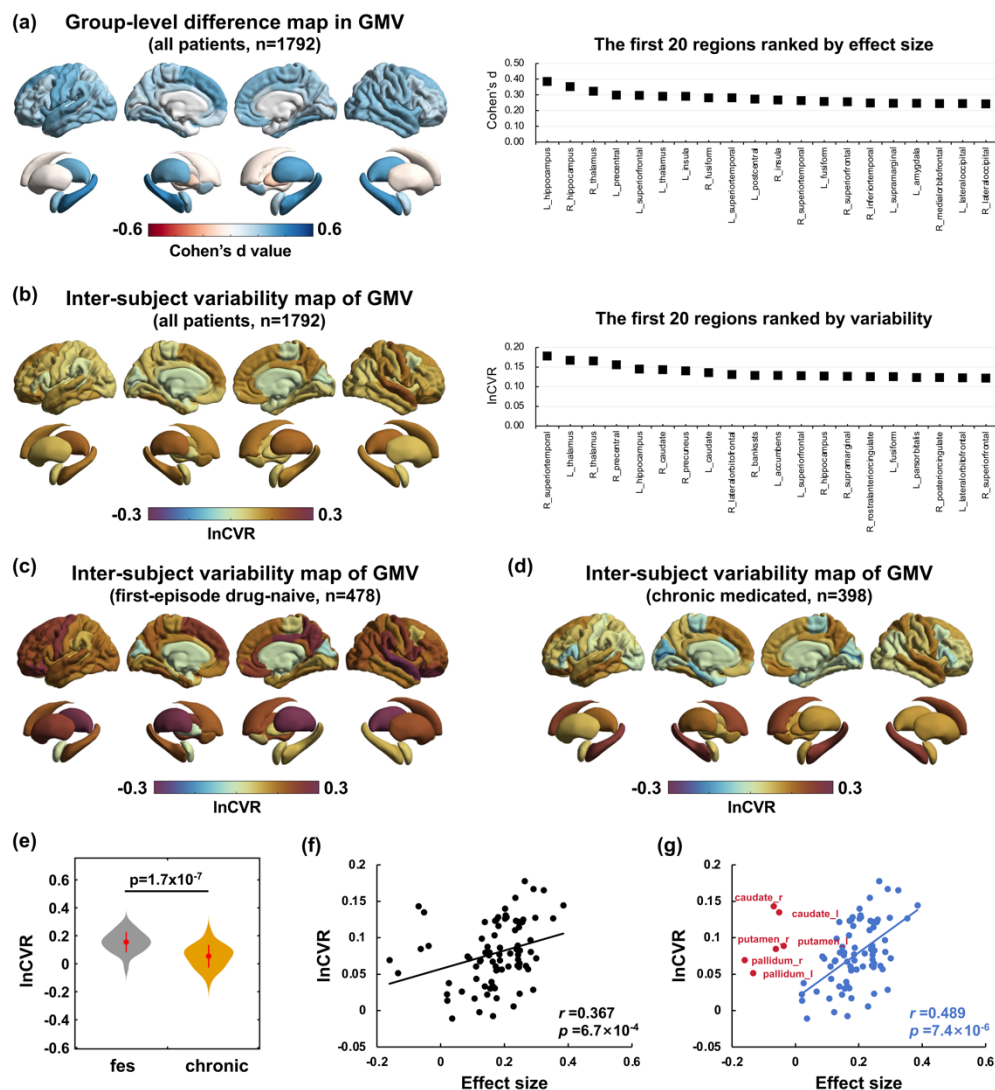 (a)
Group-level difference map in GMV
(all patients, n=1792)
-0.6
0.6
Cohen's d value
The first 20 regions ranked by effect size
Cohen's d
0.50
0.40
0.30
0.20
0.10
0.00
L_hippocampus
R_hippocampus
R_thalamus
L_precentral
L_superiorfrontal
L_thalamus
L_insula
R_fusiform
L_superiortemporal
L_postcentral
R_insula
R_superiortemporal
L_fusiform
R_superiorfrontal
R_inferiortemporal
L_supramarginal
L_amygdala
R_medialorbitofrontal
L_lateraloccipital
R_lateraloccipital
(b)
Inter-subject variability map of GMV
(all patients, n=1792)
-0.3
0.3
lnCVR
The first 20 regions ranked by variability
lnCVR
0.20
0.15
0.10
0.05
0.00
R_superiortemporal
L_thalamus
R_thalamus
R_precentral
L_hippocampus
R_caudate
R_precuneus
L_caudate
R_lateralorbitofrontal
R_bankssts
L_accumbens
L_superiorfrontal
R_hippocampus
R_supramarginal
R_rostralanteriorcingulate
L_fusiform
L_parsorbitalis
R_posteriorcingulate
L_lateralorbitofrontal
R_superiorfrontal
(c)
Inter-subject variability map of GMV
(first-episode drug-naive, n=478)
-0.3
0.3
lnCVR
(d)
Inter-subject variability map of GMV
(chronic medicated, n=398)
-0.3
0.3
lnCVR
(e)
lnCVR
0.6
0.4
0.2
0
-0.2
-0.4
-0.6
p=1.7x10-7
fes
chronic
(f)
lnCVR
0.2
0.15
0.1
0.05
0
-0.05
r =0.367
p =6.7×10-4
-0.2
0
0.2
0.4
0.6
Effect size
(g)
lnCVR
0.2
0.15
0.1
0.05
0
-0.05
caudate_r
caudate_l
putamen_r
putamen_l
pallidum_r
pallidum_l
r =0.489
p =7.4×10-6
-0.2
0
0.2
0.4
0.6
Effect size